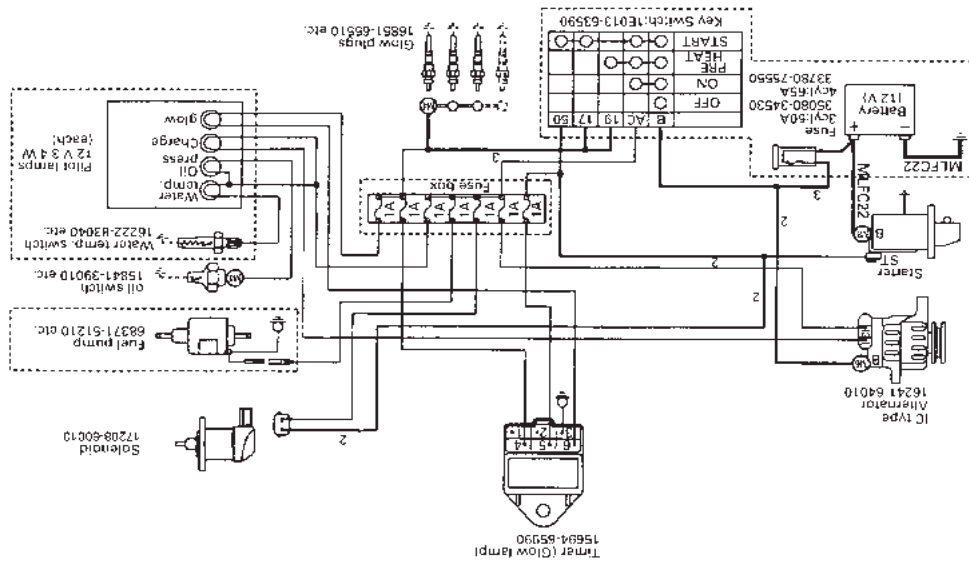 Timar (Glow lamp)
15694-65990
Solenoid
17208-60010
IC type
Alternator
16241 64010
6 5 4
3 2 1
2
B
2
Fuel pump
68371-51210 etc.
Starter
ST
B
2
2
oil switch
15841-39010 etc.
Water temp. switch
16222-83040 etc.
MLFC22
MLFC22
3
Fuse box
1A 1A 1A 1A 1A 1A 1A
Water
temp
Oil
press
Charge
glow
Pilot lamps
12 V 3 4 W
(each)
3
Battery
(12 V)
+
−
Fuse
3cyl:50A
35080-34530
4cyl:65A
33780-75550
B AC 19 17 50
OFF
ON
PRE
HEAT
START
Key Switch:1E013-63590
Glow plugs
16851-65510 etc.